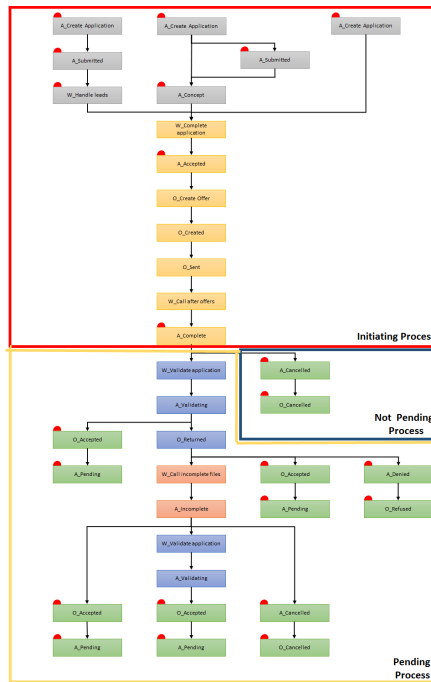 A_Create Application
A_Create Application
A_Create Application
A_Submitted
A_Submitted
W_Handle leads
A_Concept
W_Complete
application
A_Accepted
O_Create Offer
O_Created
O_Sent
W_Call after offers
A_Complete
Initiating Proces
W_Validate application
A_Cancelled
A_Validating
O_Cancelled
Not Pending
Process
O_Accepted
O_Returned
A_Pending
W_Call incomplete files
O_Accepted
A_Denied
A_Incomplete
A_Pending
O_Refused
W_Validate application
A_Validating
O_Accepted
O_Accepted
A_Cancelled
A_Pending
A_Pending
O_Cancelled
Pending
Process